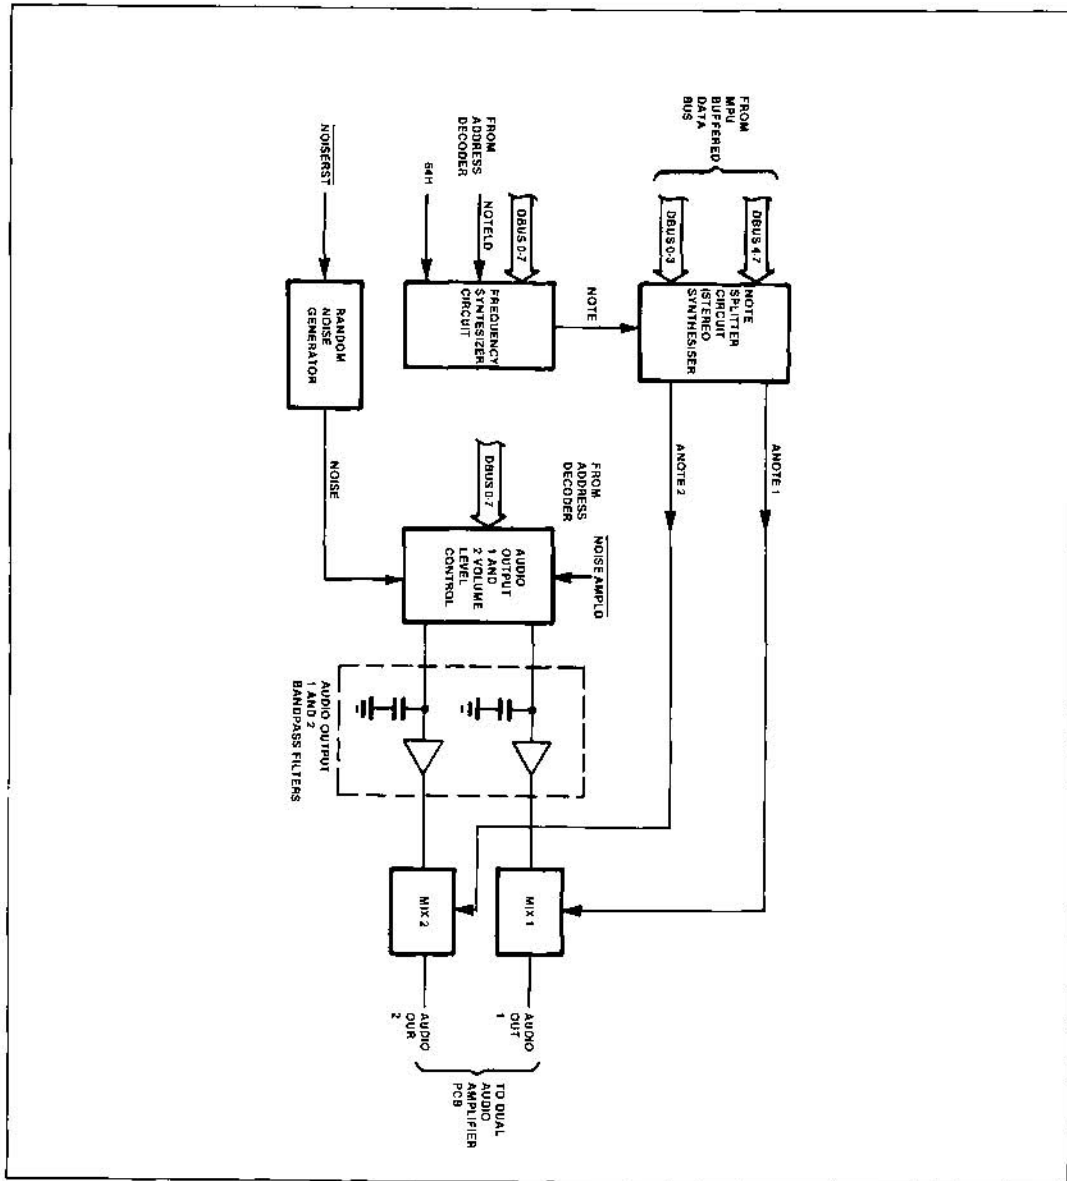 FROM
MPU
BUFFERED
DATA
BUS
DBUS 4-7
DBUS 0-3
NOTE
SPLITTER
CIRCUIT
(STEREO
SYNTHESISER
ANOTE 1
ANOTE 2
NOTE
DBUS 0-7
FROM
ADDRESS
DECODER
NOTELD
64H
FREQUENCY
SYNTESIZER
CIRCUIT
NOISERST
RANDOM
NOISE
GENERATOR
NOISE
FROM
ADDRESS
DECODER
NOISE AMPLD
DBUS 0-7
AUDIO
OUTPUT
1 AND
2 VOLUME
LEVEL
CONTROL
AUDIO OUTPUT
1 AND 2
BANDPASS FILTERS
MIX 1
MIX 2
AUDIO
OUT
1
AUDIO
OUR
2
TO DUAL
AUDIO
AMPLIFIER
PCB